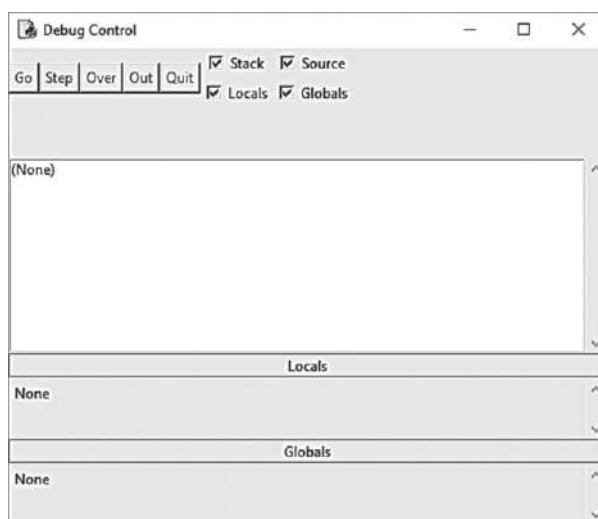 Debug Control
Go Step Over Out Quit
Stack Source
Locals Globals
(None)
Locals
None
Globals
None